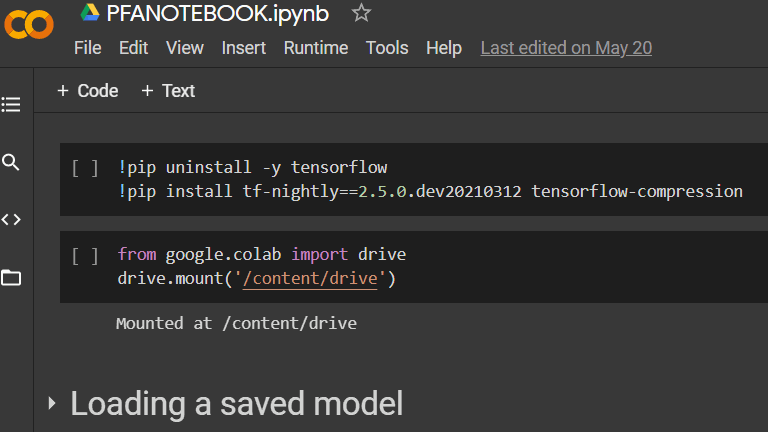 PFANOTEBOOK.ipynb
File Edit View Insert Runtime Tools Help Last edited on May 20
+ Code + Text
[ ] !pip uninstall -y tensorflow
!pip install tf-nightly==2.5.0.dev20210312 tensorflow-compression
[ ] from google.colab import drive
drive.mount('/content/drive')
Mounted at /content/drive
Loading a saved model